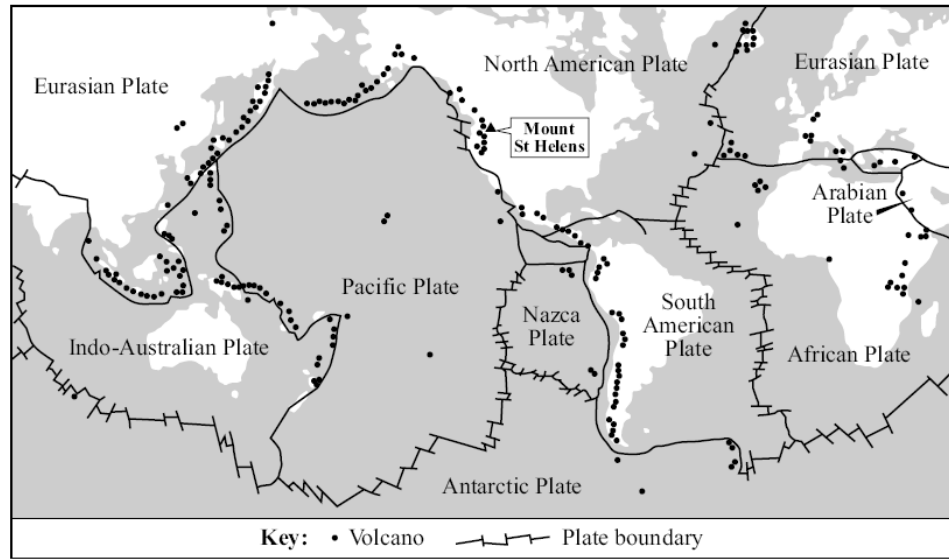 Eurasian Plate
North American Plate
Eurasian Plate
Mount
St Helens
Arabian
Plate
Pacific Plate
Nazca
Plate
South
American
Plate
Indo-Australian Plate
African Plate
Antarctic Plate
Key: Volcano Plate boundary